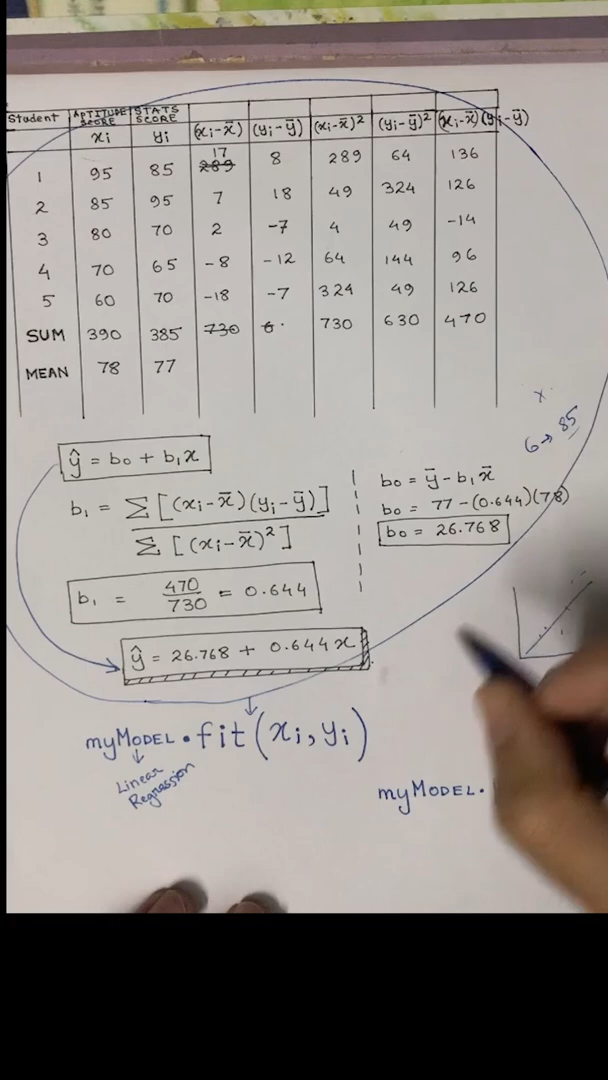 Student APTITUDE SCORE STATS SCORE
xi yi (xi-x̄) (yi-ȳ) (xi-x̄)² (yi-ȳ)² (xi-x̄)(yi-ȳ)
17
1 95 85 289 8 289 64 136
2 85 95 7 18 49 324 126
3 80 70 2 -7 4 49 -14
4 70 65 -8 -12 64 144 96
5 60 70 -18 -7 324 49 126
SUM 390 385 730 6 730 630 470
MEAN 78 77
x
6→85
ŷ = b0 + b1x
b1 = Σ[(xi-x̄)(yi-ȳ)]
Σ[(xi-x̄)²]
b1 = 470/730 = 0.644
b0 = ȳ - b1x̄
b0 = 77-(0.644)(78)
b0 = 26.768
ŷ = 26.768 + 0.644x
myMODEL.fit(xi,yi)
Linear
Regression
myMODEL.